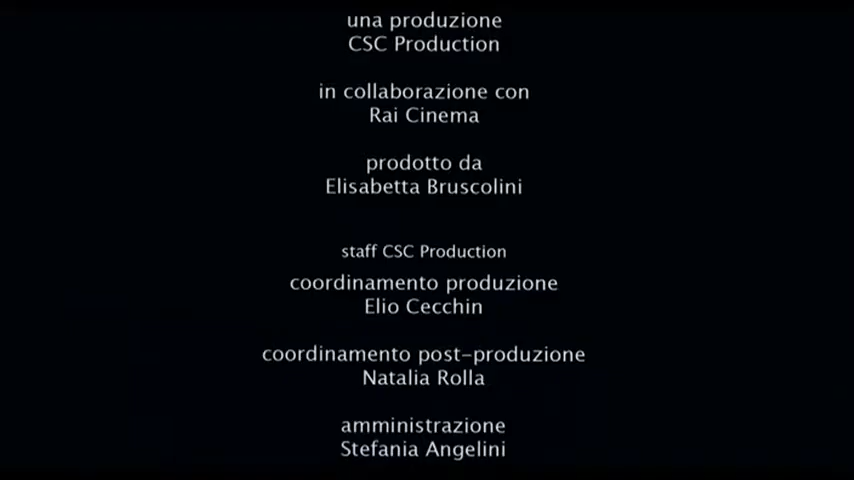 una produzione
CSC Production
in collaborazione con
Rai Cinema
prodotto da
Elisabetta Bruscolini
staff CSC Production
coordinamento produzione
Elio Cecchin
coordinamento post-produzione
Natalia Rolla
amministrazione
Stefania Angelini